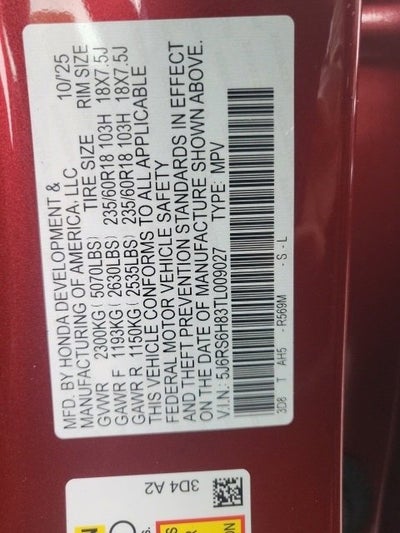 MFD. BY HONDA DEVELOPMENT &
MANUFACTURING OF AMERICA, LLC 10/'25
TIRE SIZE RIM SIZE
GVWR 2300KG ( 5070LBS)
GAWR F 1193KG ( 2630LBS) 235/60R18 103H 18X7.5J
GAWR R 1150KG ( 2535LBS) 235/60R18 103H 18X7.5J
THIS VEHICLE CONFORMS TO ALL APPLICABLE
FEDERAL MOTOR VEHICLE SAFETY
AND THEFT PREVENTION STANDARDS IN EFFECT
ON THE DATE OF MANUFACTURE SHOWN ABOVE.
V.I.N.: 5J6RS6H83TL009027 TYPE: MPV
3D8 T AH5 - R569M - S - L
3D4 A2